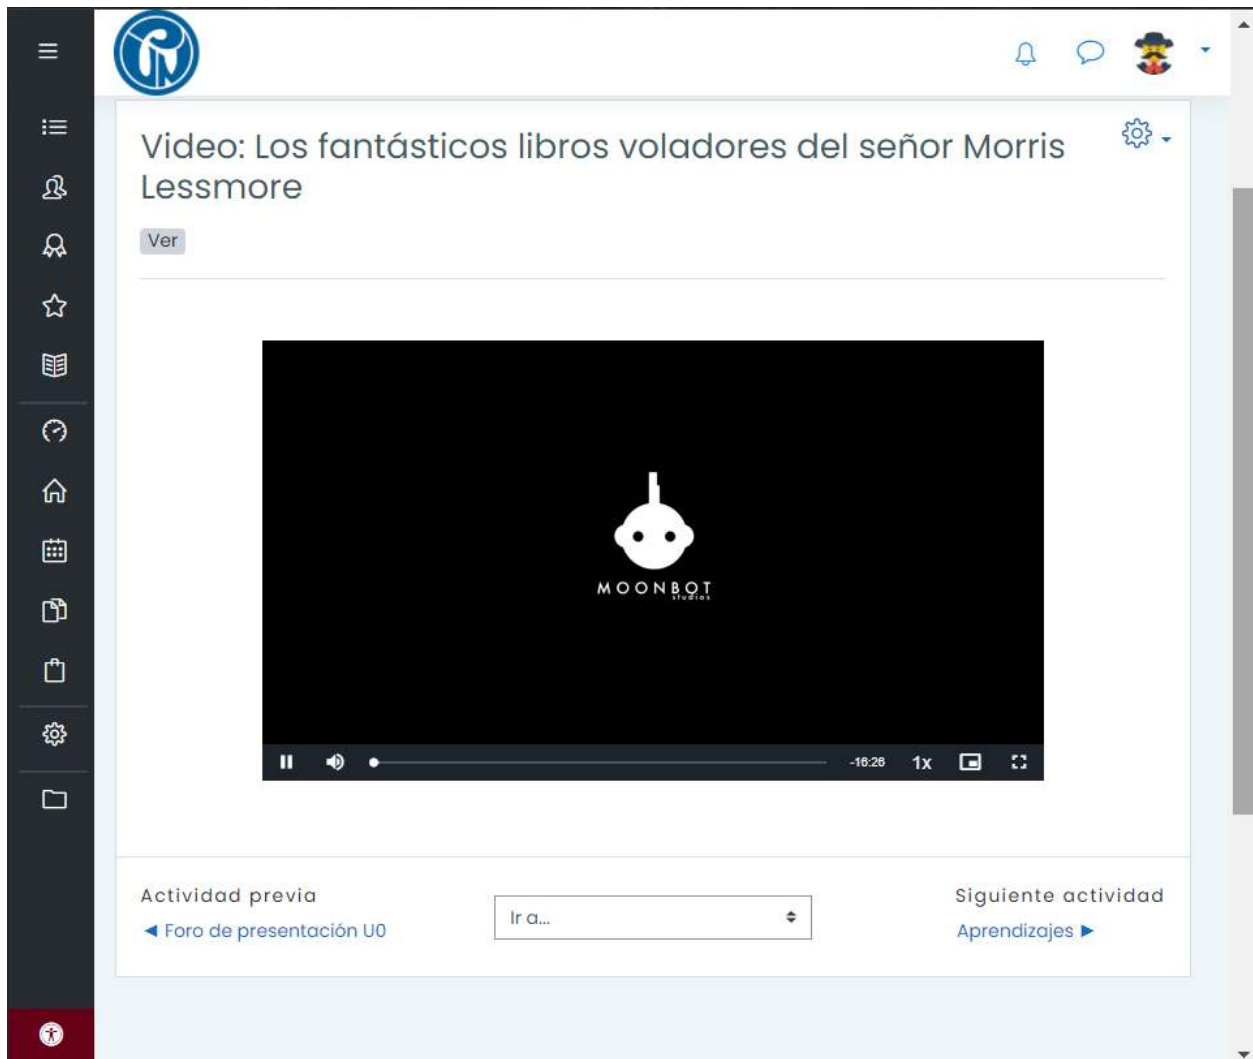 Video: Los fantásticos libros voladores del señor Morris
Lessmore
Ver
MOONBOT
studios
-16:26
1x
Actividad previa
◄ Foro de presentación U0
Ir a...
Siguiente actividad
Aprendizajes ►